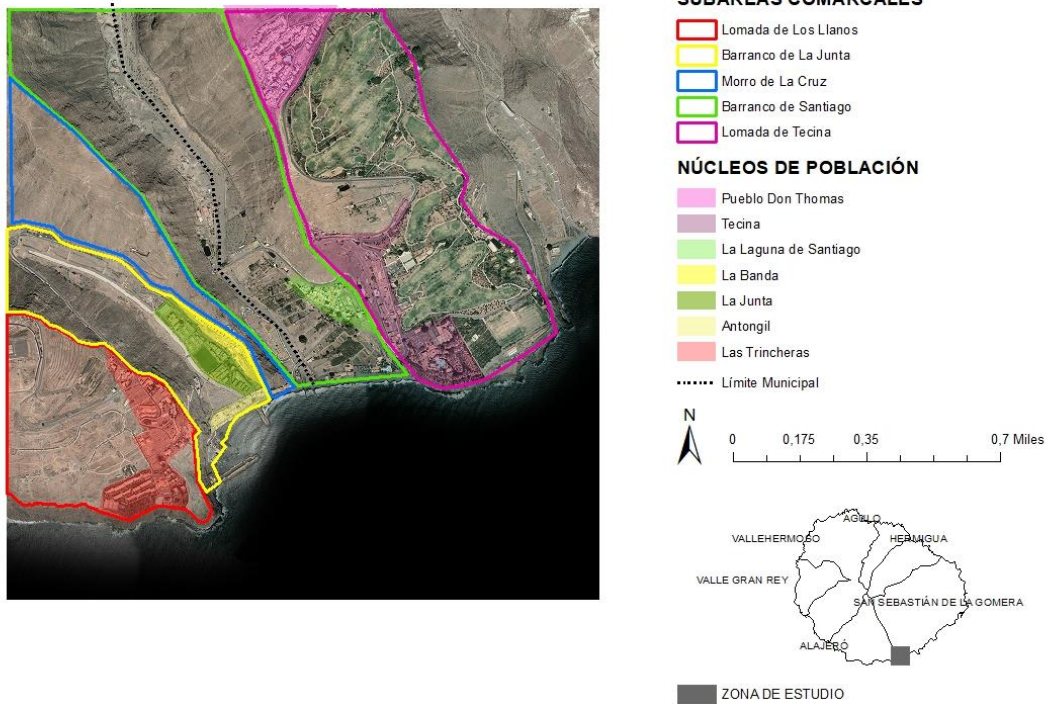 SUBÁREAS COMARCALES
Lomada de Los Llanos
Barranco de La Junta
Morro de La Cruz
Barranco de Santiago
Lomada de Tecina
NÚCLEOS DE POBLACIÓN
Pueblo Don Thomas
Tecina
La Laguna de Santiago
La Banda
La Junta
Antongil
Las Trincheras
Límite Municipal
N
0 0,175 0,35 0,7 Miles
AGULO
VALLEHERMOSO
HERMIGUA
VALLE GRAN REY
SAN SEBASTIÁN DE LA GOMERA
ALAJERÓ
ZONA DE ESTUDIO